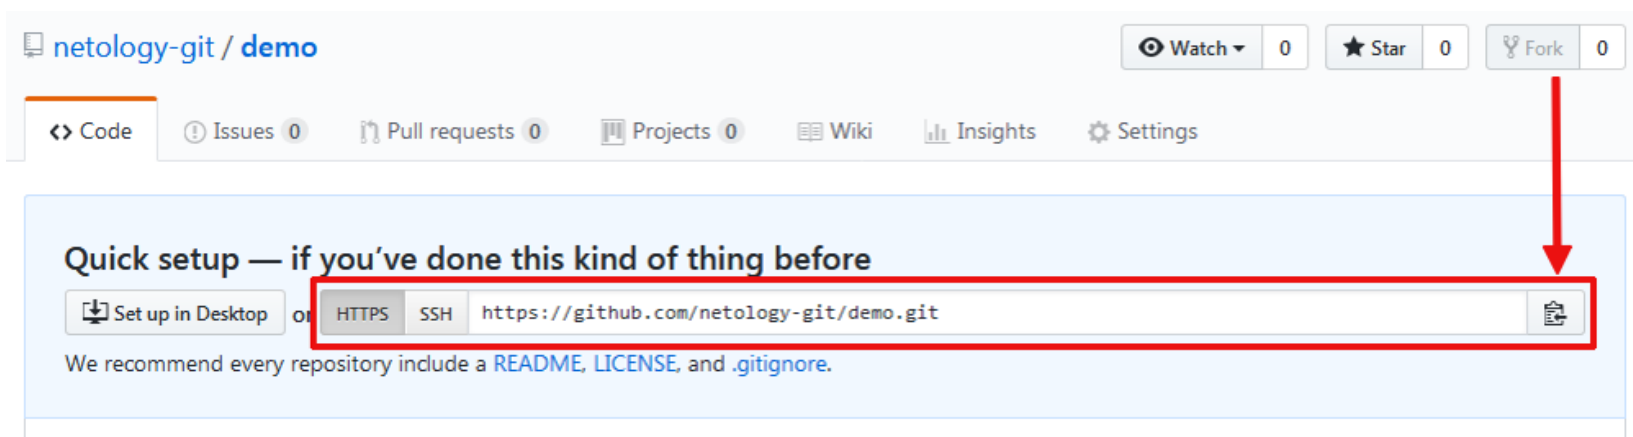 netology-git / demo
Watch 0 Star 0 Fork 0
Code Issues 0 Pull requests 0 Projects 0 Wiki Insights Settings
Quick setup — if you’ve done this kind of thing before
Set up in Desktop or HTTPS SSH https://github.com/netology-git/demo.git
We recommend every repository include a README, LICENSE, and .gitignore.